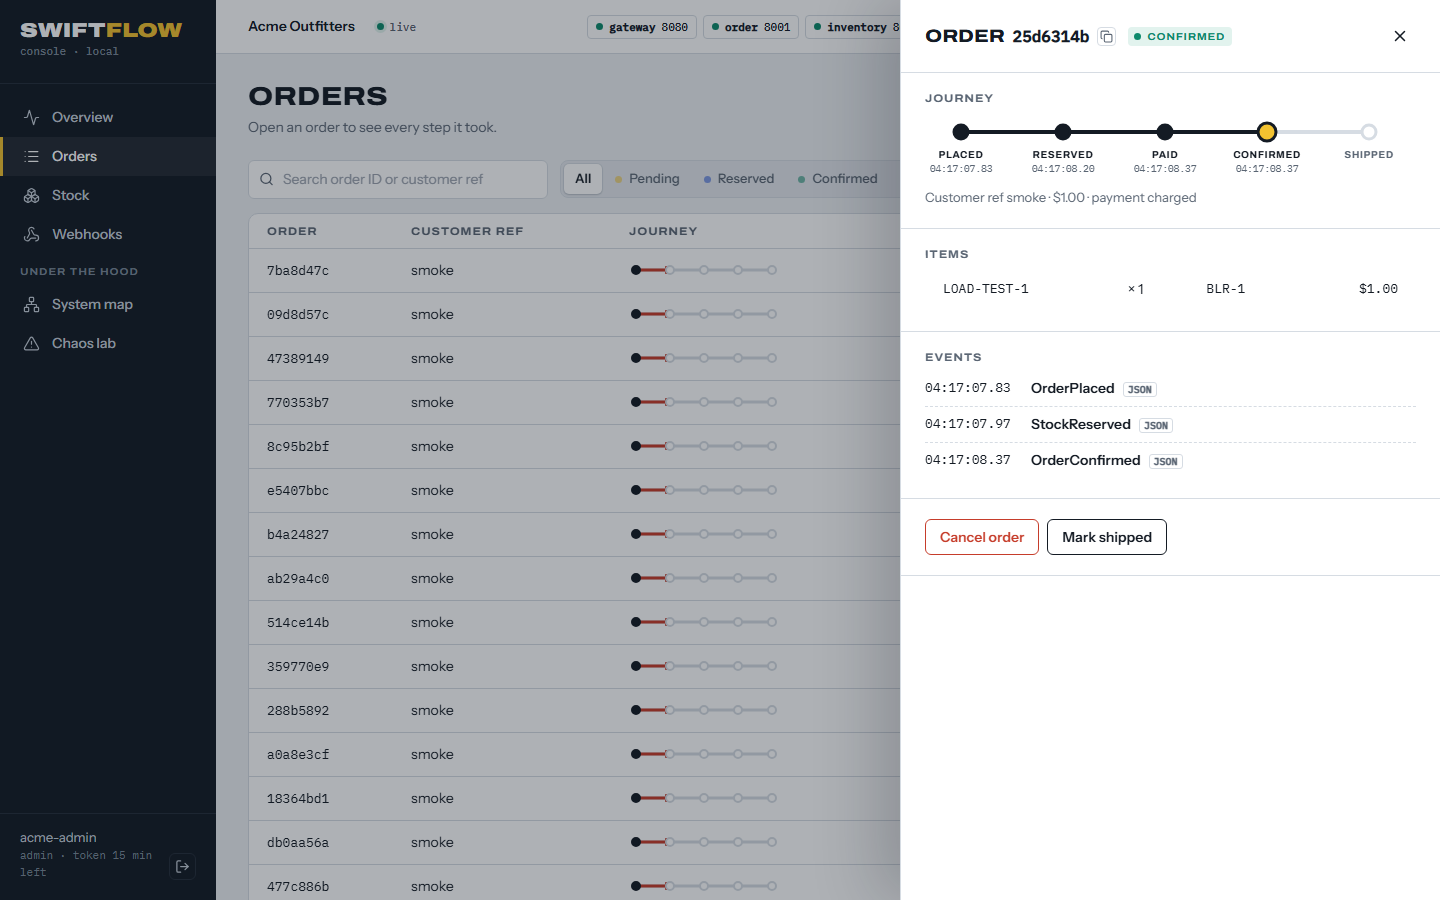 SWIFTFLOW
console · local
Overview
Orders
Stock
Webhooks
UNDER THE HOOD
System map
Chaos lab
acme-admin
admin · token 15 min
left
Acme Outfitters
live
gateway 8080
order 8001
inventory 8
ORDERS
Open an order to see every step it took.
Search order ID or customer ref
All
Pending
Reserved
Confirmed
ORDER CUSTOMER REF JOURNEY
7ba8d47c smoke
09d8d57c smoke
47389149 smoke
770353b7 smoke
8c95b2bf smoke
e5407bbc smoke
b4a24827 smoke
ab29a4c0 smoke
514ce14b smoke
359770e9 smoke
288b5892 smoke
a0a8e3cf smoke
18364bd1 smoke
db0aa56a smoke
477c886b smoke
ORDER 25d6314b CONFIRMED
JOURNEY
PLACED RESERVED PAID CONFIRMED SHIPPED
04:17:07.83 04:17:08.20 04:17:08.37 04:17:08.37
Customer ref smoke · $1.00 · payment charged
ITEMS
LOAD-TEST-1 ×1 BLR-1 $1.00
EVENTS
04:17:07.83 OrderPlaced JSON
04:17:07.97 StockReserved JSON
04:17:08.37 OrderConfirmed JSON
Cancel order
Mark shipped